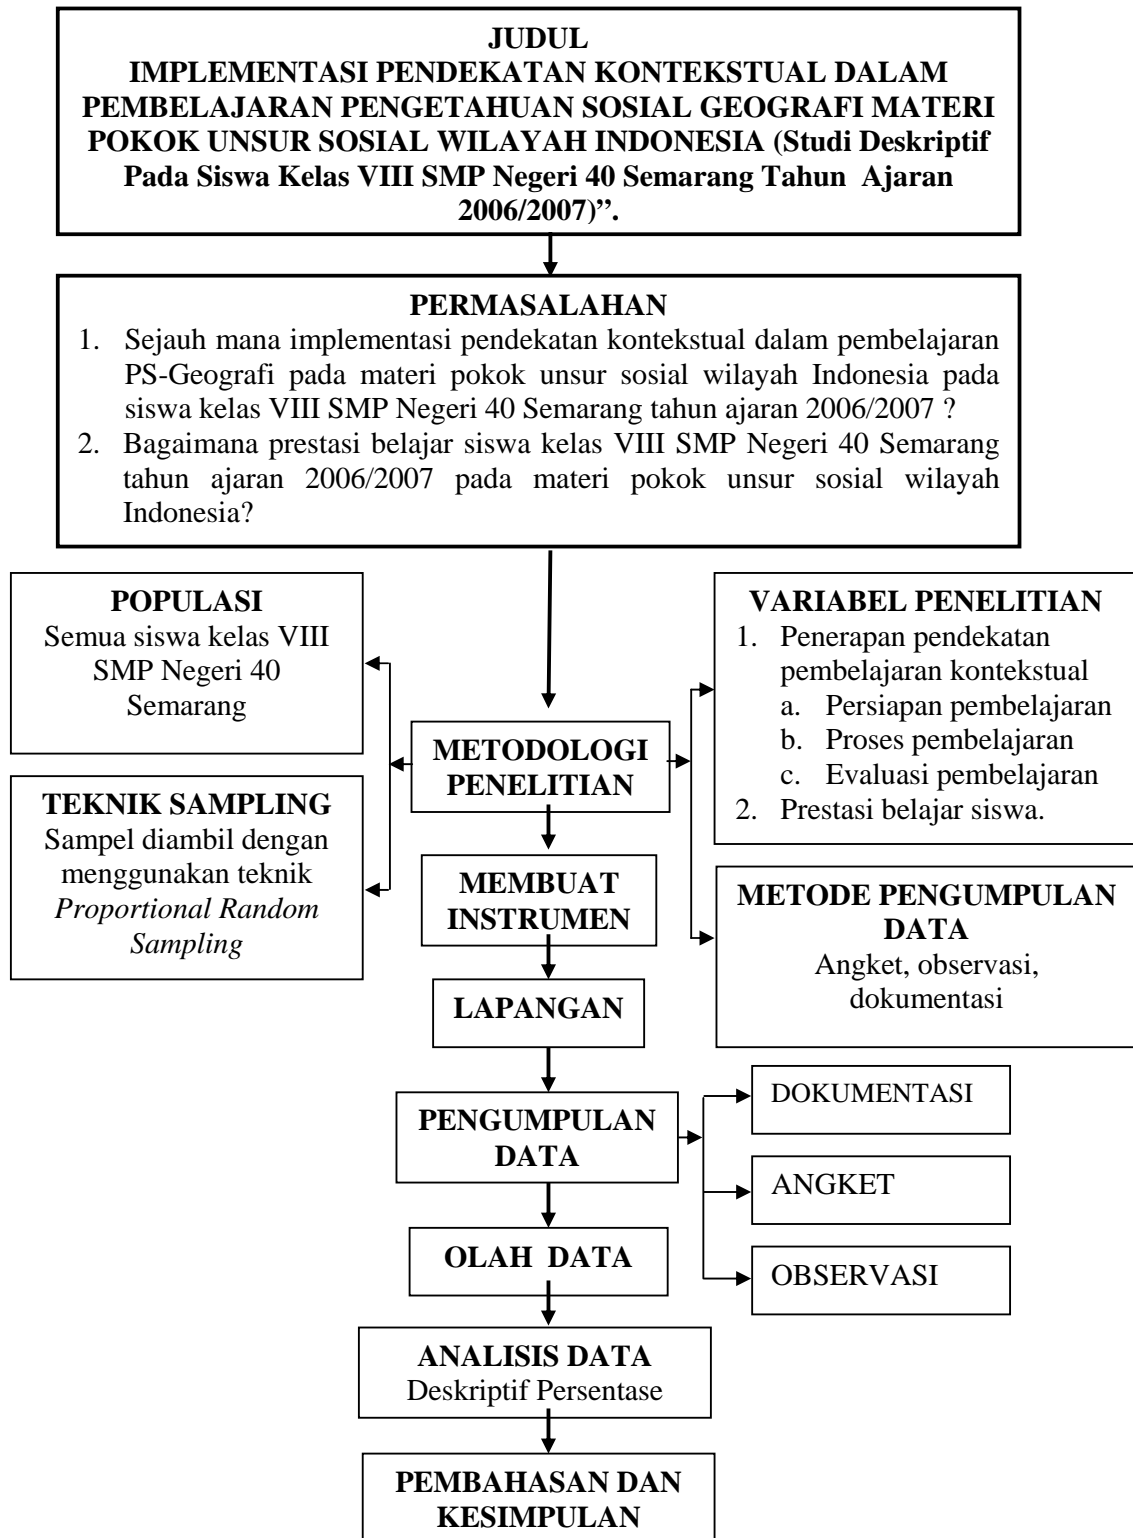 JUDUL
IMPLEMENTASI PENDEKATAN KONTEKSTUAL DALAM
PEMBELAJARAN PENGETAHUAN SOSIAL GEOGRAFI MATERI
POKOK UNSUR SOSIAL WILAYAH INDONESIA (Studi Deskriptif
Pada Siswa Kelas VIII SMP Negeri 40 Semarang Tahun Ajaran
2006/2007)”.
PERMASALAHAN
1. Sejauh mana implementasi pendekatan kontekstual dalam pembelajaran
PS-Geografi pada materi pokok unsur sosial wilayah Indonesia pada
siswa kelas VIII SMP Negeri 40 Semarang tahun ajaran 2006/2007 ?
2. Bagaimana prestasi belajar siswa kelas VIII SMP Negeri 40 Semarang
tahun ajaran 2006/2007 pada materi pokok unsur sosial wilayah
Indonesia?
POPULASI
Semua siswa kelas VIII
SMP Negeri 40
Semarang
TEKNIK SAMPLING
Sampel diambil dengan
menggunakan teknik
Proportional Random
Sampling
METODOLOGI
PENELITIAN
VARIABEL PENELITIAN
1. Penerapan pendekatan
pembelajaran kontekstual
a. Persiapan pembelajaran
b. Proses pembelajaran
c. Evaluasi pembelajaran
2. Prestasi belajar siswa.
METODE PENGUMPULAN
DATA
Angket, observasi,
dokumentasi
MEMBUAT
INSTRUMEN
LAPANGAN
PENGUMPULAN
DATA
DOKUMENTASI
ANGKET
OBSERVASI
OLAH DATA
ANALISIS DATA
Deskriptif Persentase
PEMBAHASAN DAN
KESIMPULAN